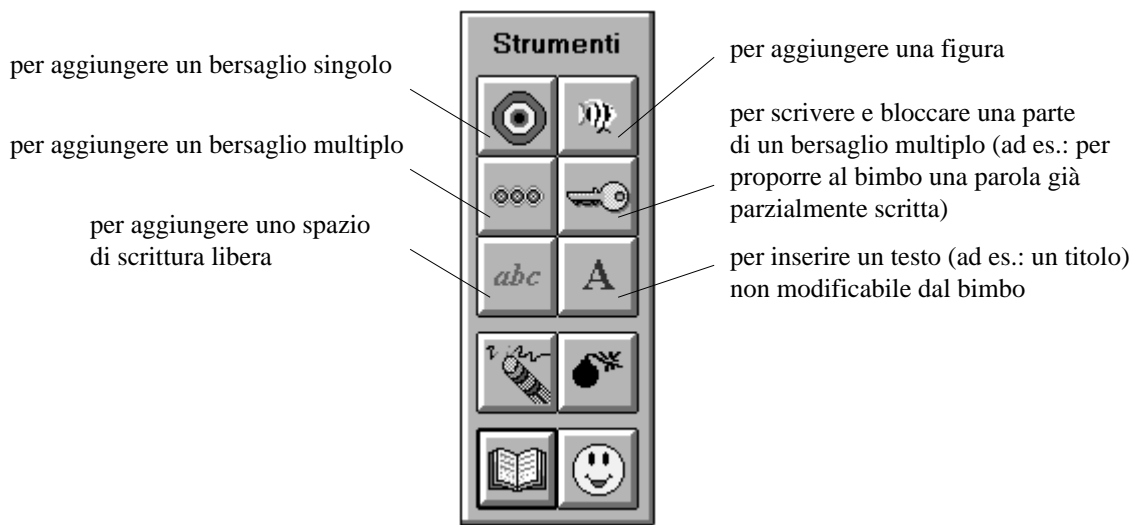 Strumenti
per aggiungere un bersaglio singolo
per aggiungere un bersaglio multiplo
per aggiungere uno spazio
di scrittura libera
abc
A
per aggiungere una figura
per scrivere e bloccare una parte
di un bersaglio multiplo (ad es.: per
proporre al bimbo una parola già
parzialmente scritta)
per inserire un testo (ad es.: un titolo)
non modificabile dal bimbo